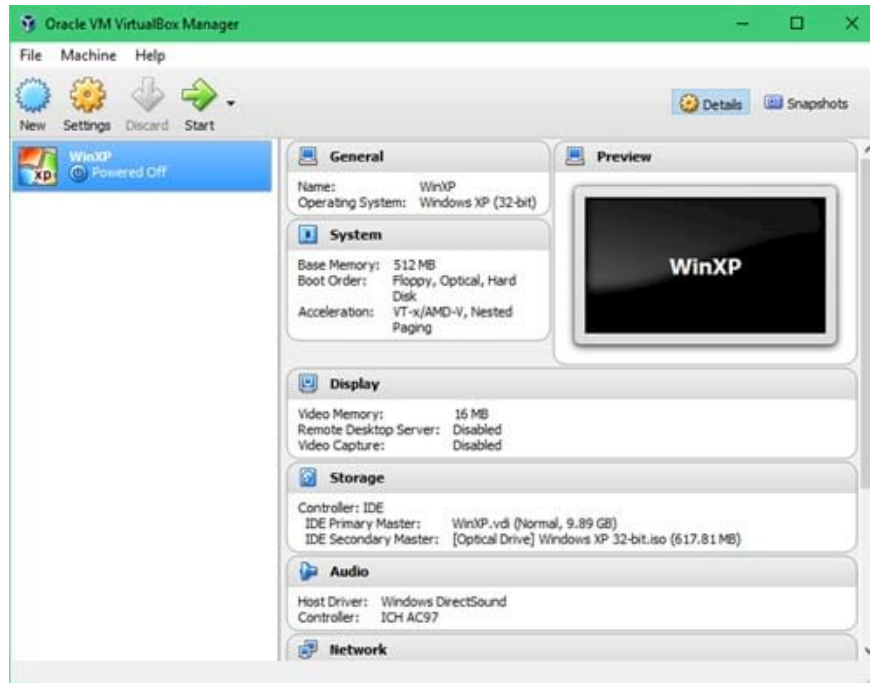 Oracle VM VirtualBox Manager
File Machine Help
New Settings Discard Start
Details Snapshots
WinXP
Powered Off
xp
General
Name: WinXP
Operating System: Windows XP (32-bit)
System
Base Memory: 512 MB
Boot Order: Floppy, Optical, Hard
Disk
Acceleration: VT-x/AMD-V, Nested
Paging
Preview
WinXP
Display
Video Memory: 16 MB
Remote Desktop Server: Disabled
Video Capture: Disabled
Storage
Controller: IDE
IDE Primary Master: WinXP.vdi (Normal, 9.89 GB)
IDE Secondary Master: [Optical Drive] Windows XP 32-bit.iso (617.81 MB)
Audio
Host Driver: Windows DirectSound
Controller: ICH AC97
Network